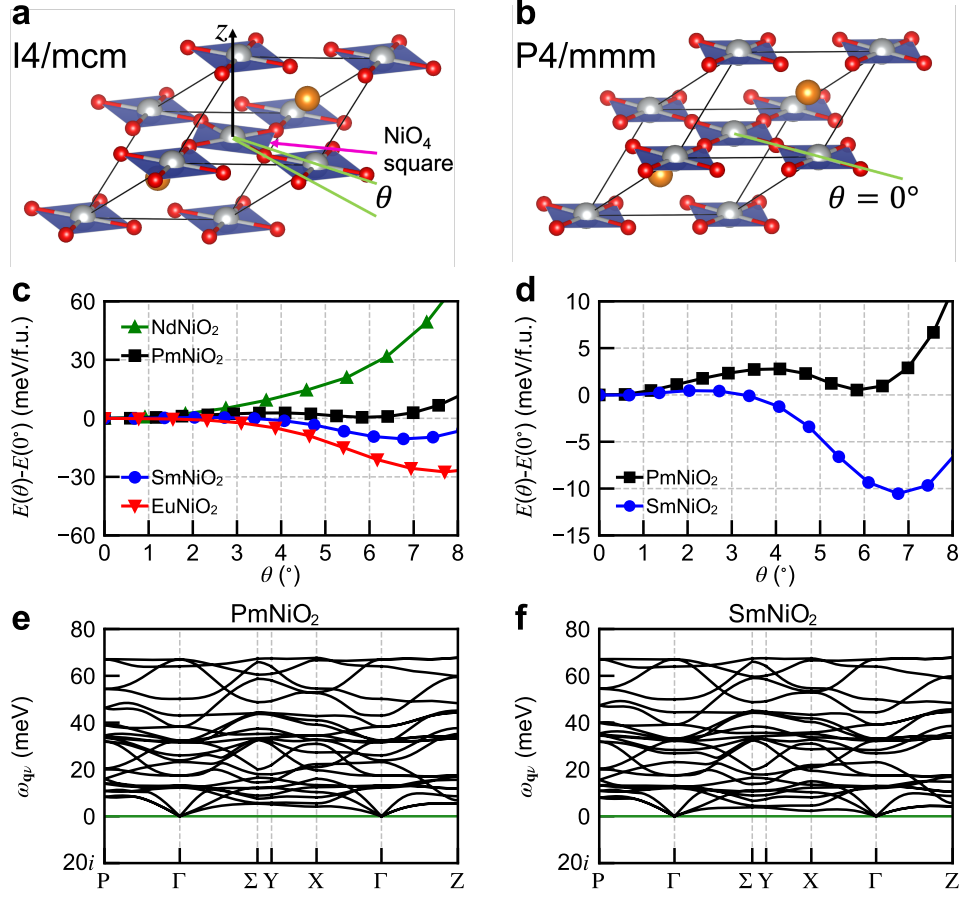 a
I4/mcm
z
NiO₄
square
θ
b
P4/mmm
θ = 0°
c
E(θ)-E(0°) (meV/f.u.)
60
30
0
−30
−60
NdNiO₂
PmNiO₂
SmNiO₂
EuNiO₂
0 1 2 3 4 5 6 7 8
θ (°)
d
E(θ)-E(0°) (meV/f.u.)
10
5
0
−5
−10
−15
PmNiO₂
SmNiO₂
0 1 2 3 4 5 6 7 8
θ (°)
e
PmNiO₂
ω_qν (meV)
80
60
40
20
0
20i
P Γ Σ Y X Γ Z
f
SmNiO₂
ω_qν (meV)
80
60
40
20
0
20i
P Γ Σ Y X Γ Z